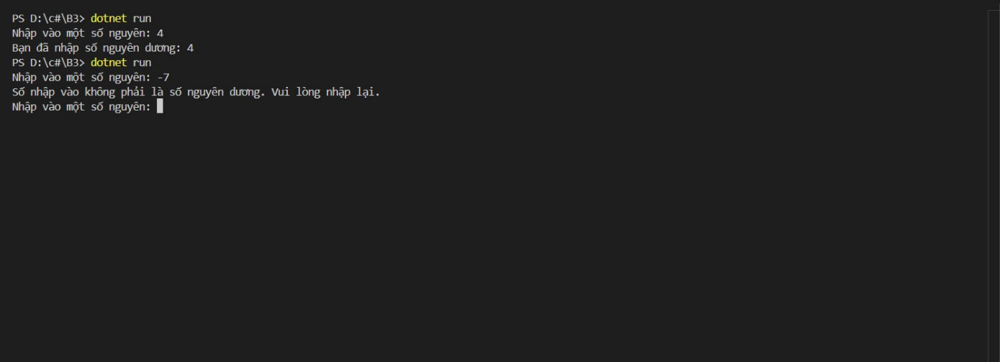 PS D:\c#\B3> dotnet run
Nhập vào một số nguyên: 4
Bạn đã nhập số nguyên dương: 4
PS D:\c#\B3> dotnet run
Nhập vào một số nguyên: -7
Số nhập vào không phải là số nguyên dương. Vui lòng nhập lại.
Nhập vào một số nguyên: